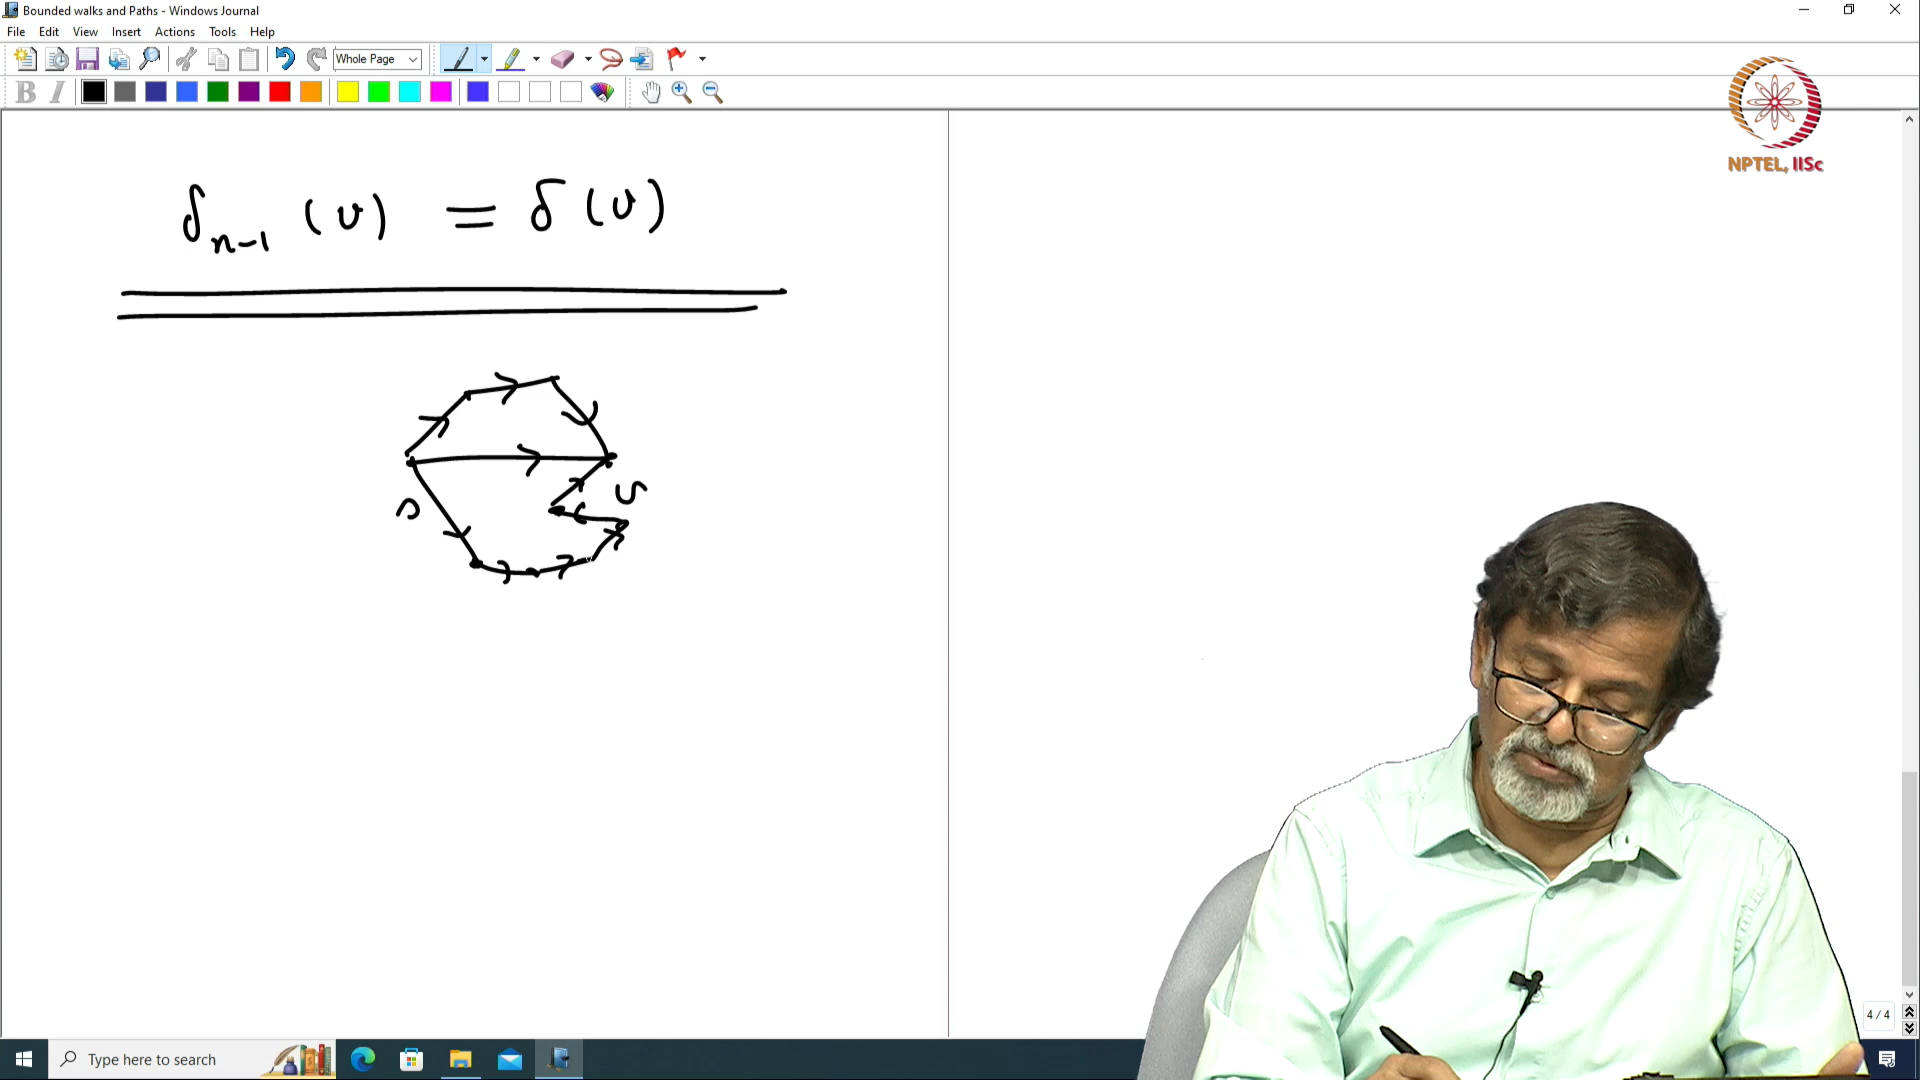 Bounded walks and Paths - Windows Journal
File Edit View Insert Actions Tools Help
Whole Page
B I
NPTEL, IISc
δ_{n-1} (v) = δ(v)
s
v
4 / 4
Type here to search